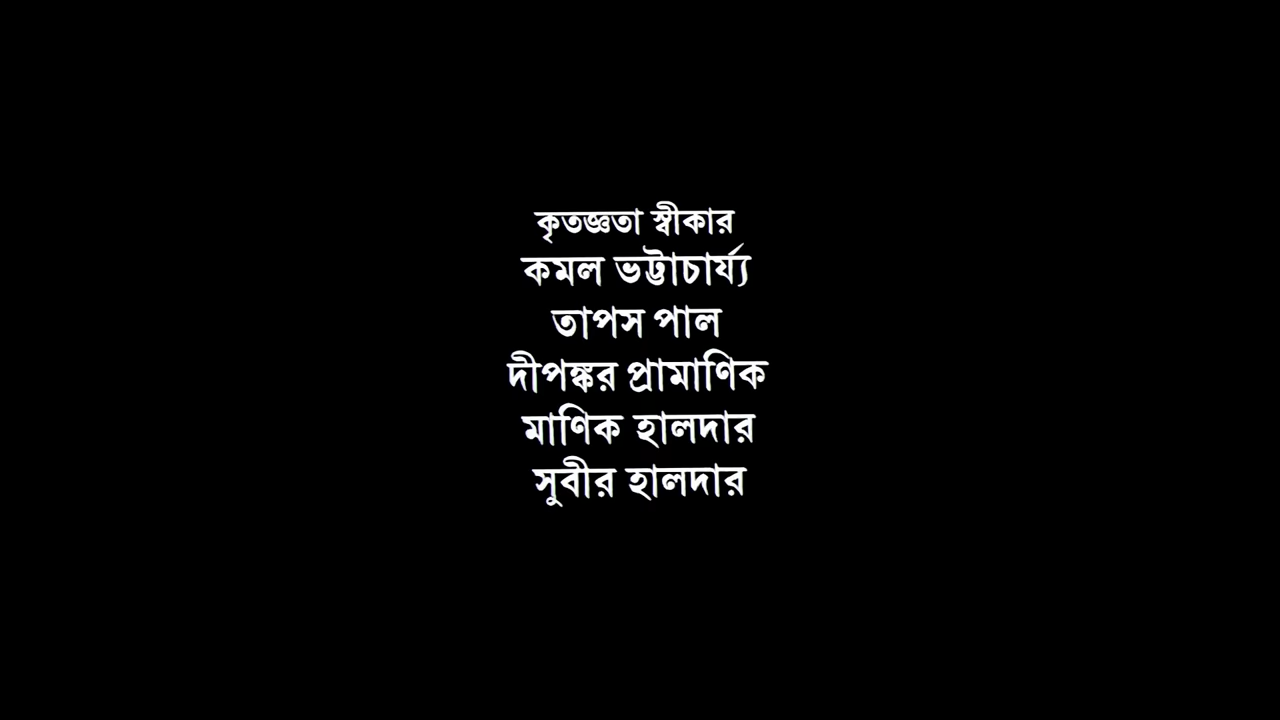 কৃতজ্ঞতা স্বীকার
কমল ভট্টাচার্য্য
তাপস পাল
দীপঙ্কর প্রামাণিক
মাণিক হালদার
সুবীর হালদার